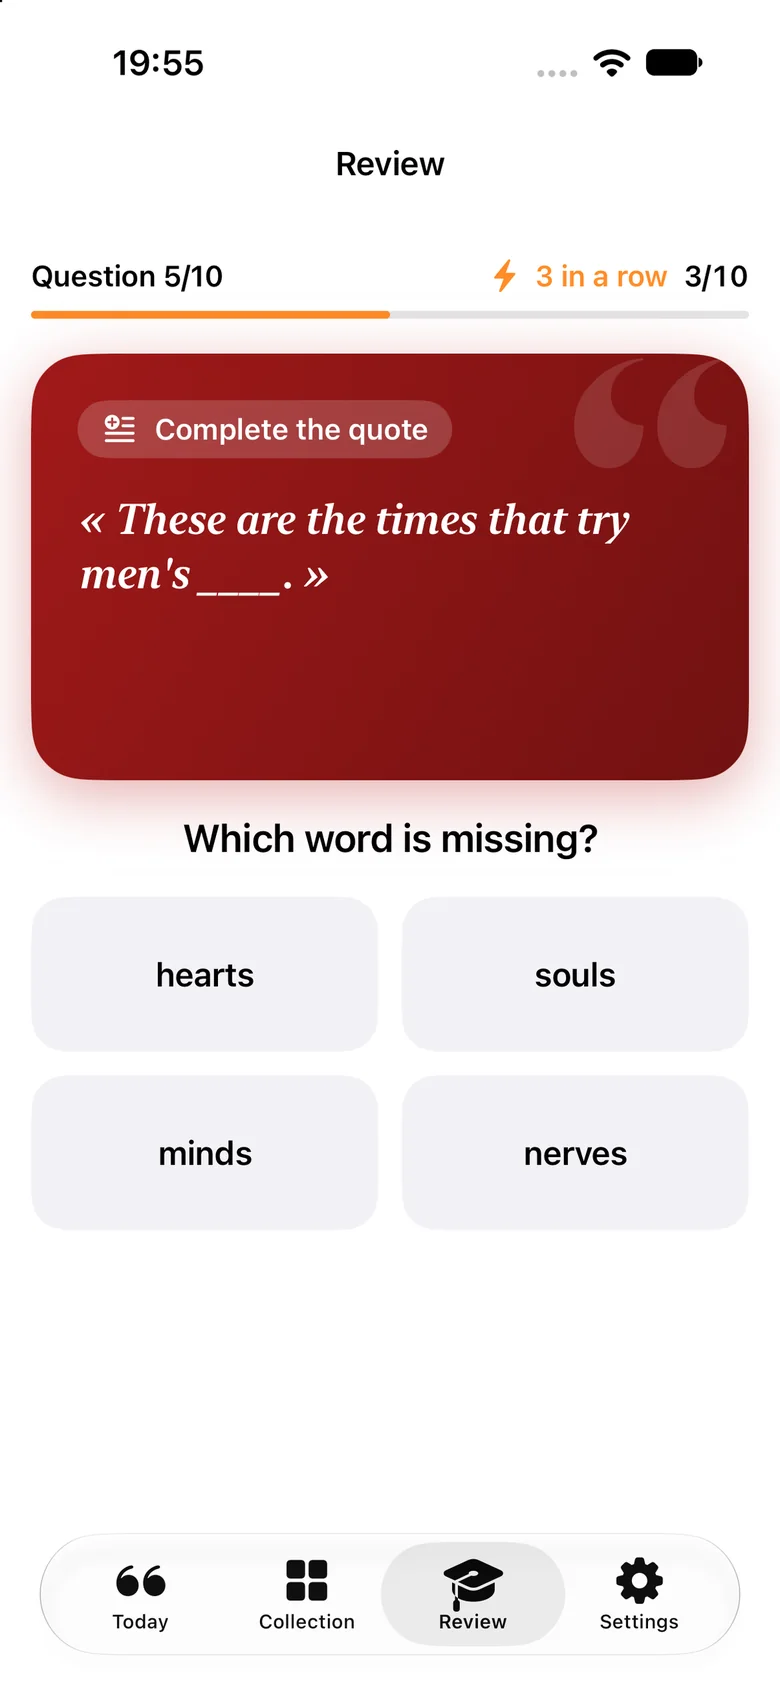 19:55
Review
Question 5/10 3 in a row 3/10
Complete the quote
« These are the times that try
men's ____. »
Which word is missing?
hearts souls
minds nerves
Today Collection Review Settings